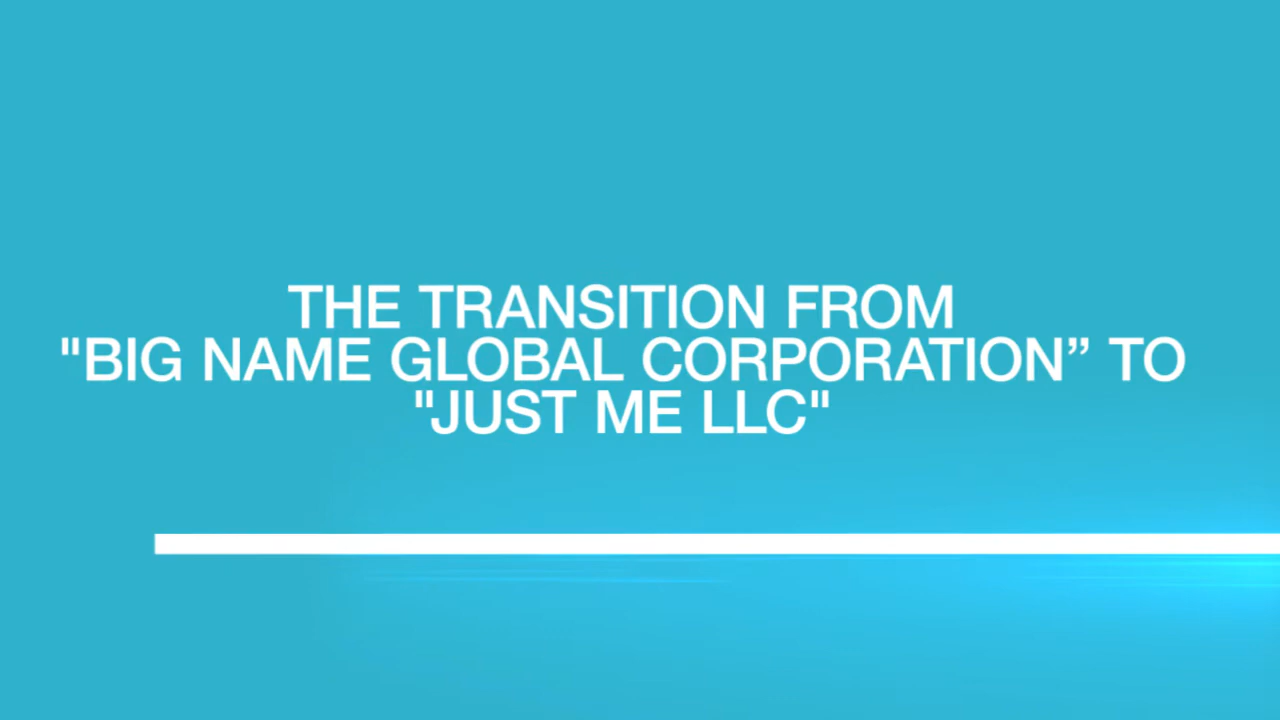 THE TRANSITION FROM
"BIG NAME GLOBAL CORPORATION” TO
"JUST ME LLC"